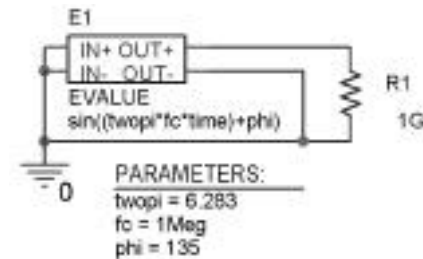 E1
IN+ OUT+
IN- OUT-
EVALUATE
sin((twopi*fc*time)+phi)
R1
1G
0
PARAMETERS:
twopi = 6.283
fc = 1Meg
phi = 135